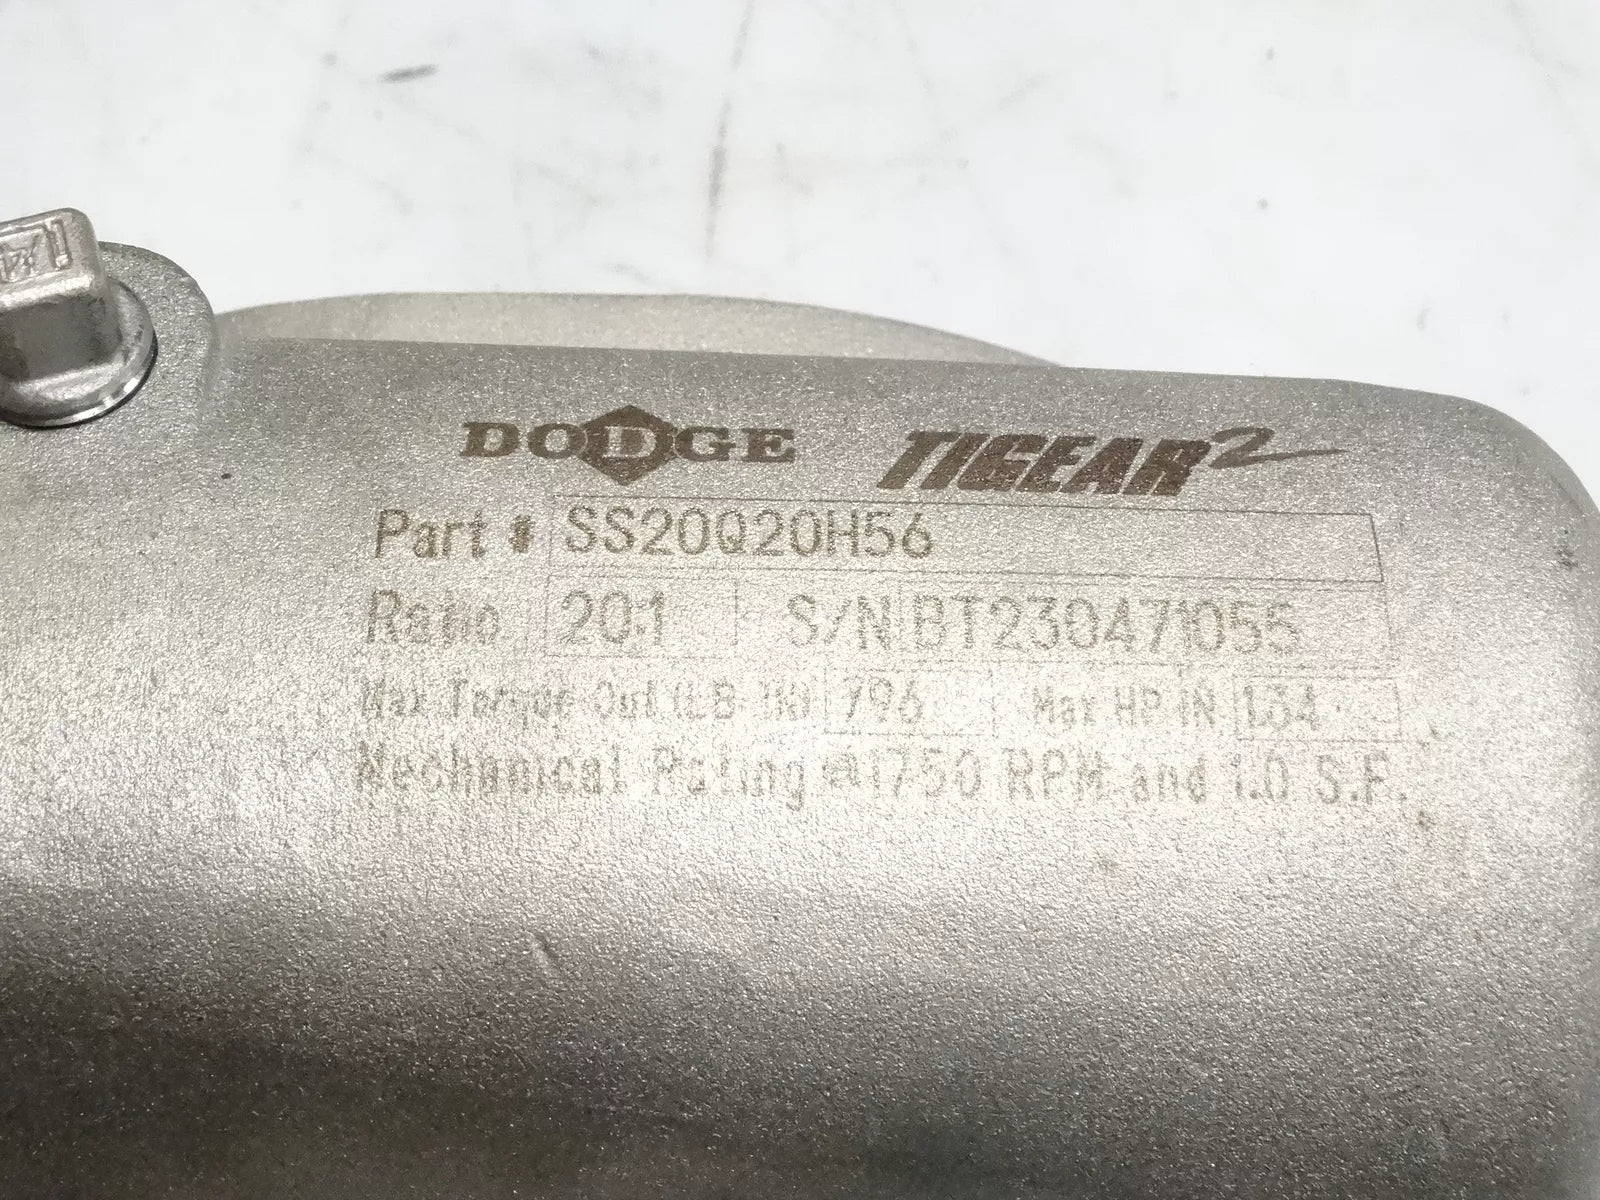 DODGE TIGEAR2
Part # SS20Q20H56
Ratio 20:1 S/N BT230471055
Max Torque Out (LB IN) 796 Max HP IN 1.34
Mechanical Rating @ 1750 RPM and 1.0 S.F.